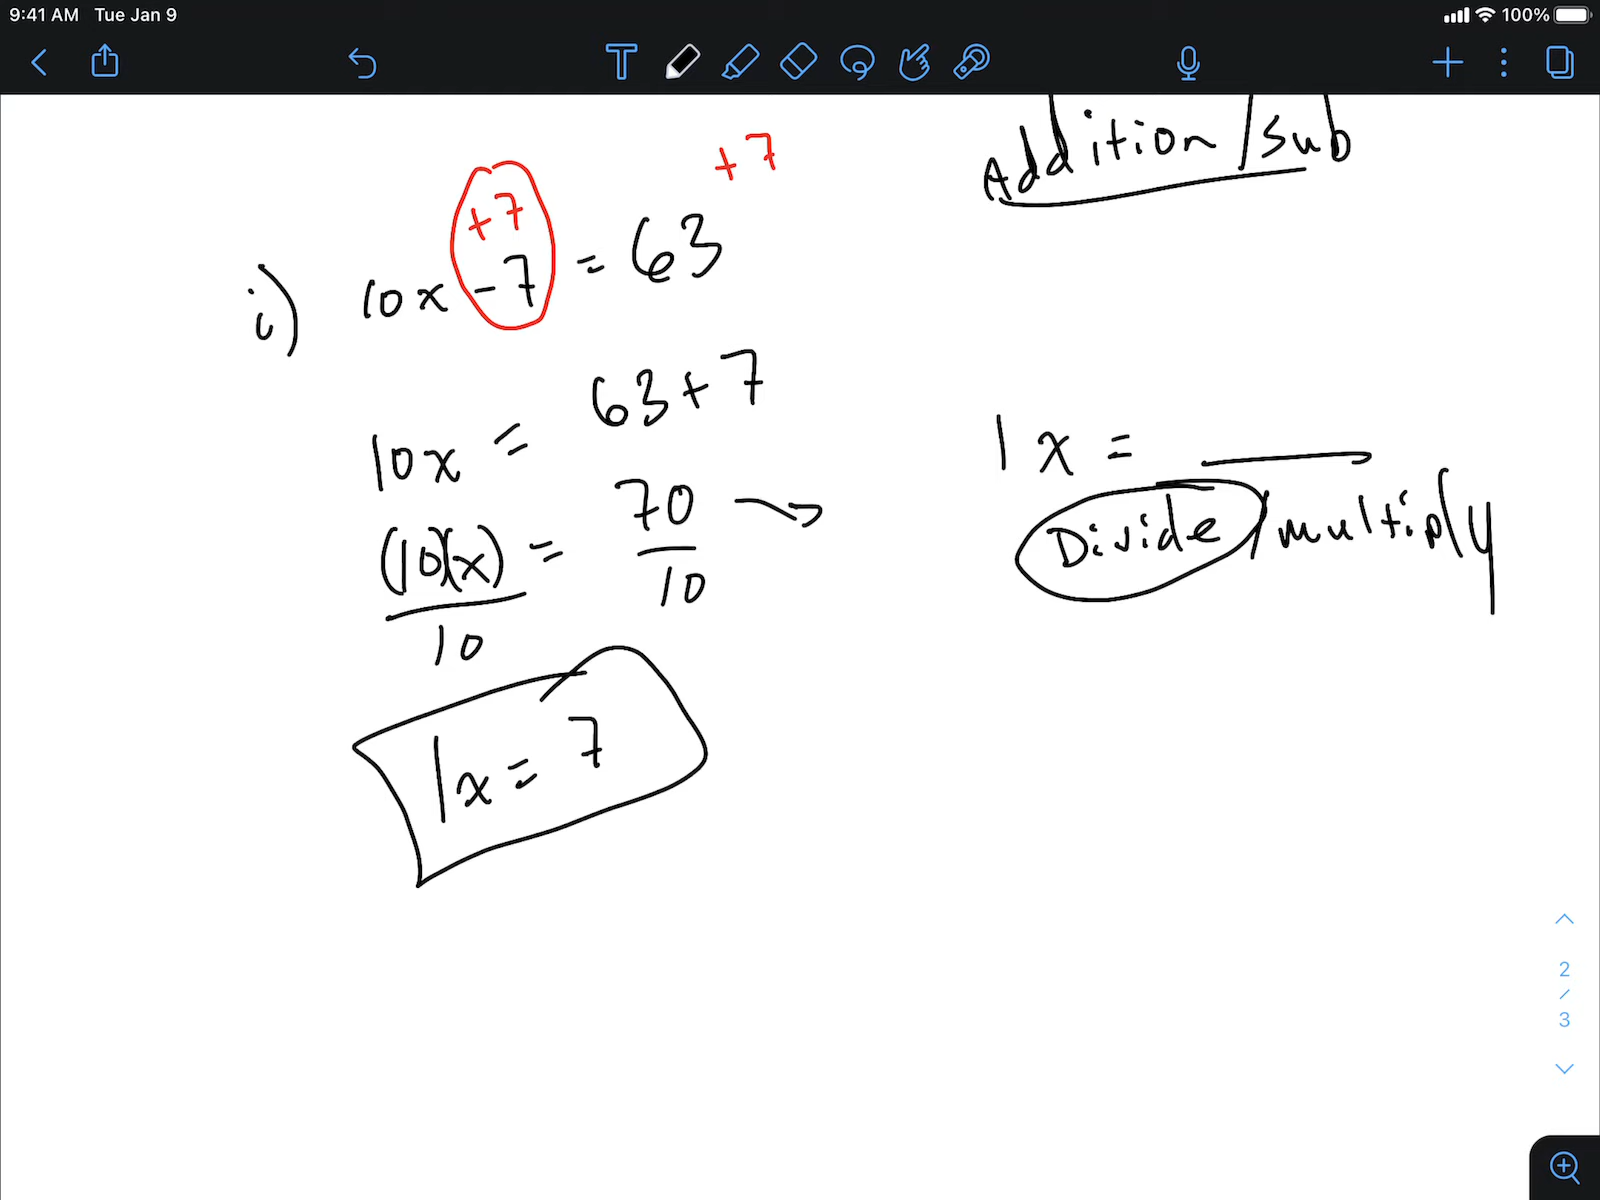 9:41 AM Tue Jan 9
100%
Addition/sub
+7
+7
i) 10x -7 = 63
10x = 63+7
(10)(x) = 70
10 10
1x = 7
1x = ____
Divide/multiply
2
/
3